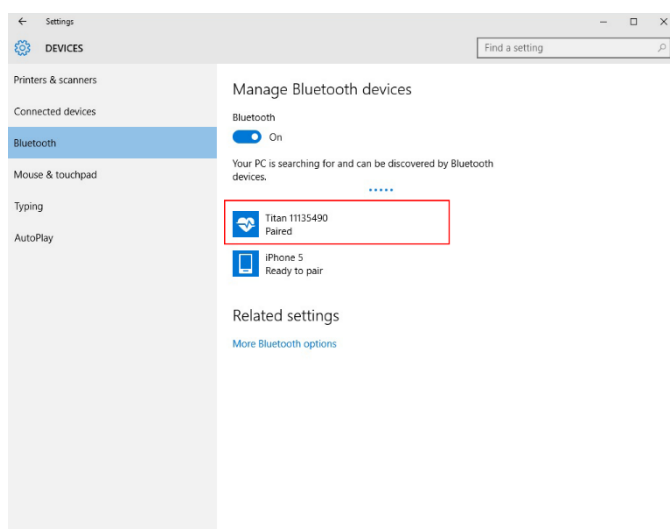 Settings
DEVICES
Find a setting
Printers & scanners
Connected devices
Bluetooth
Mouse & touchpad
Typing
AutoPlay
Manage Bluetooth devices
Bluetooth
On
Your PC is searching for and can be discovered by Bluetooth
devices.
Titan 11135490
Paired
iPhone 5
Ready to pair
Related settings
More Bluetooth options